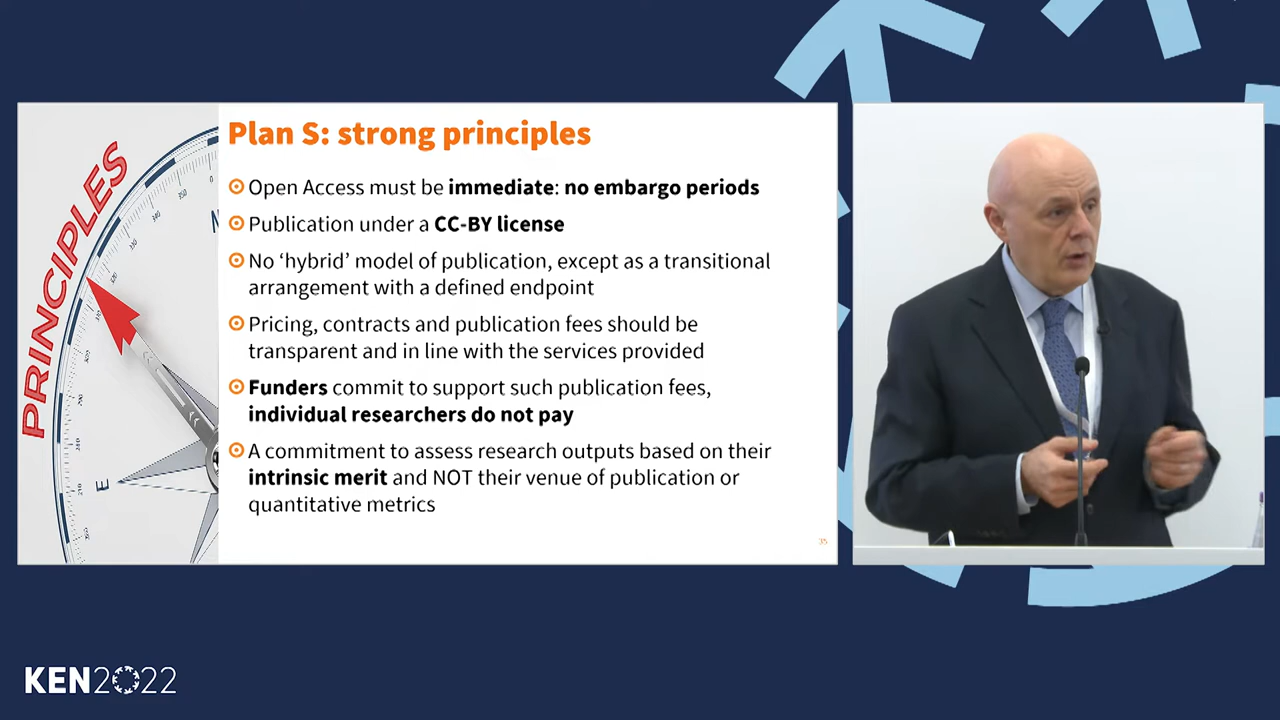 PRINCIPLES
N
E
Plan S: strong principles
Open Access must be immediate: no embargo periods
Publication under a CC-BY license
No ‘hybrid’ model of publication, except as a transitional
arrangement with a defined endpoint
Pricing, contracts and publication fees should be
transparent and in line with the services provided
Funders commit to support such publication fees,
individual researchers do not pay
A commitment to assess research outputs based on their
intrinsic merit and NOT their venue of publication or
quantitative metrics
35
KEN2022